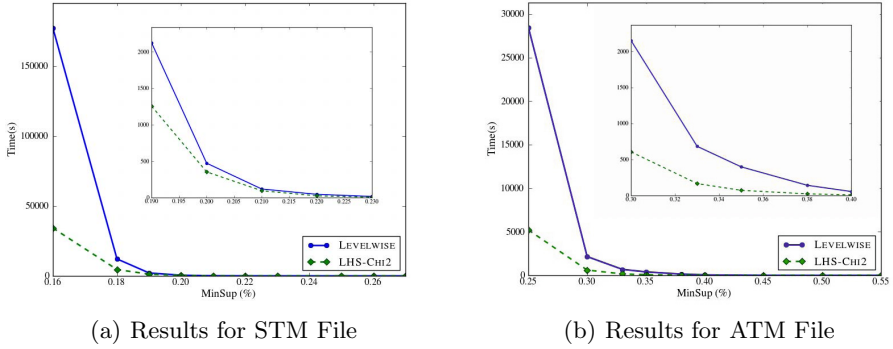 150000
100000
50000
0
Time(s)
0.16 0.18 0.20 0.22 0.24 0.26
MinSup (%)
2000
1500
1000
500
0
0.190 0.195 0.200 0.205 0.210 0.215 0.220 0.225 0.230
LEVELWISE
LHS-CHI2
(a) Results for STM File
30000
25000
20000
15000
10000
5000
0
Time(s)
0.25 0.30 0.35 0.40 0.45 0.50 0.55
MinSup (%)
2000
1500
1000
500
0
0.30 0.32 0.34 0.36 0.38 0.40
LEVELWISE
LHS-CHI2
(b) Results for ATM File